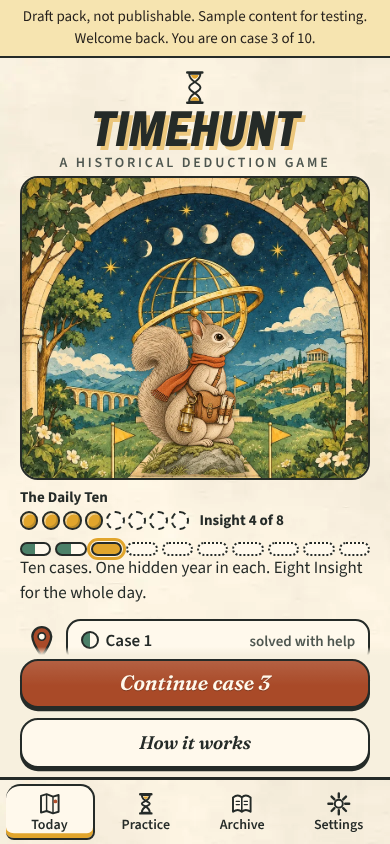 Draft pack, not publishable. Sample content for testing.
Welcome back. You are on case 3 of 10.
TIMEHUNT
A HISTORICAL DEDUCTION GAME
The Daily Ten
Insight 4 of 8
Ten cases. One hidden year in each. Eight Insight
for the whole day.
Case 1 solved with help
Continue case 3
How it works
Today Practice Archive Settings